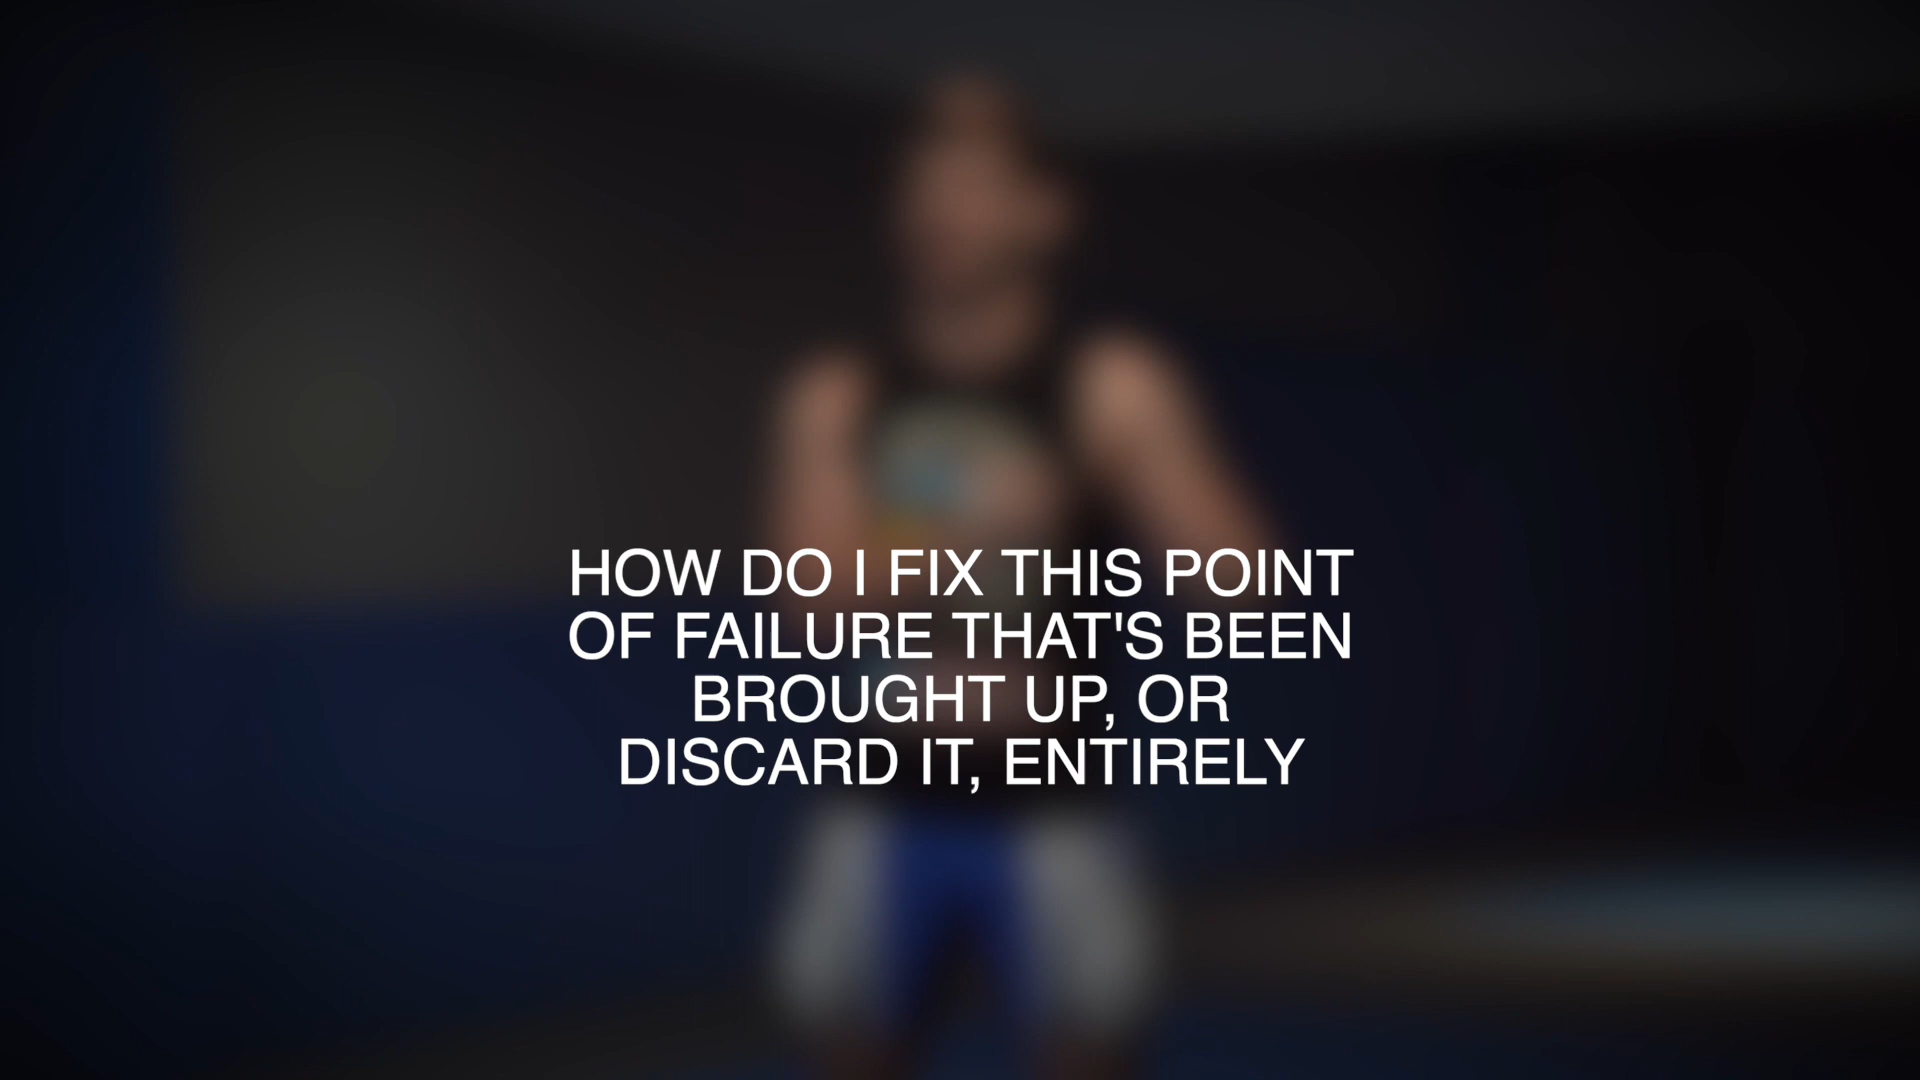 HOW DO I FIX THIS POINT
OF FAILURE THAT'S BEEN
BROUGHT UP, OR
DISCARD IT, ENTIRELY